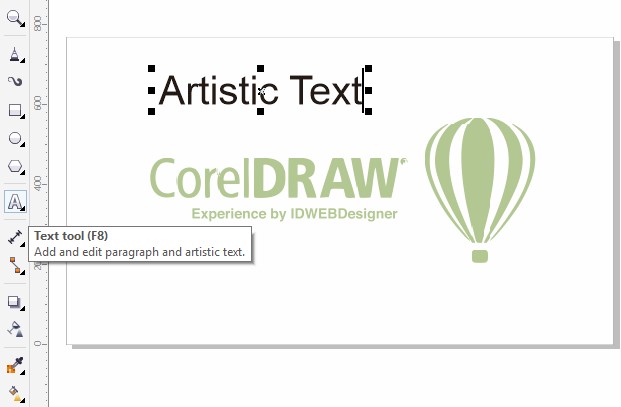 800
600
400
200
0
Artistic Text
CorelDRAW®
Experience by IDWEBDesigner
A
Text tool (F8)
Add and edit paragraph and artistic text.